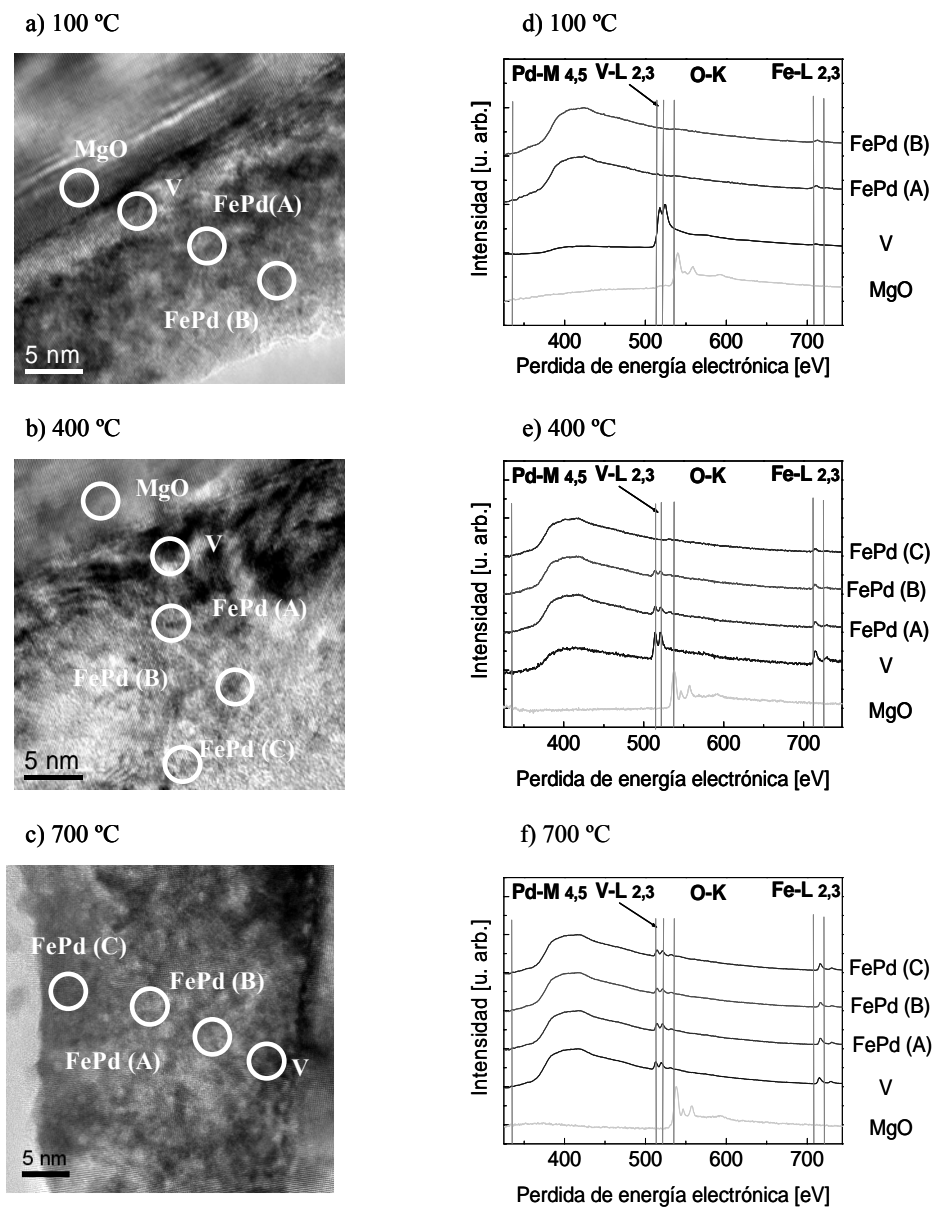 a) 100 ºC
MgO
V
FePd(A)
FePd (B)
5 nm
d) 100 ºC
Pd-M 4,5 V-L 2,3 O-K Fe-L 2,3
Intensidad [u. arb.]
FePd (B)
FePd (A)
V
MgO
400 500 600 700
Perdida de energía electrónica [eV]
b) 400 ºC
MgO
V
FePd (A)
FePd (B)
FePd (C)
5 nm
e) 400 ºC
Pd-M 4,5 V-L 2,3 O-K Fe-L 2,3
Intensidad [u. arb.]
FePd (C)
FePd (B)
FePd (A)
V
MgO
400 500 600 700
Perdida de energía electrónica [eV]
c) 700 ºC
FePd (C)
FePd (B)
FePd (A)
V
5 nm
f) 700 ºC
Pd-M 4,5 V-L 2,3 O-K Fe-L 2,3
Intensidad [u. arb.]
FePd (C)
FePd (B)
FePd (A)
V
MgO
400 500 600 700
Perdida de energía electrónica [eV]